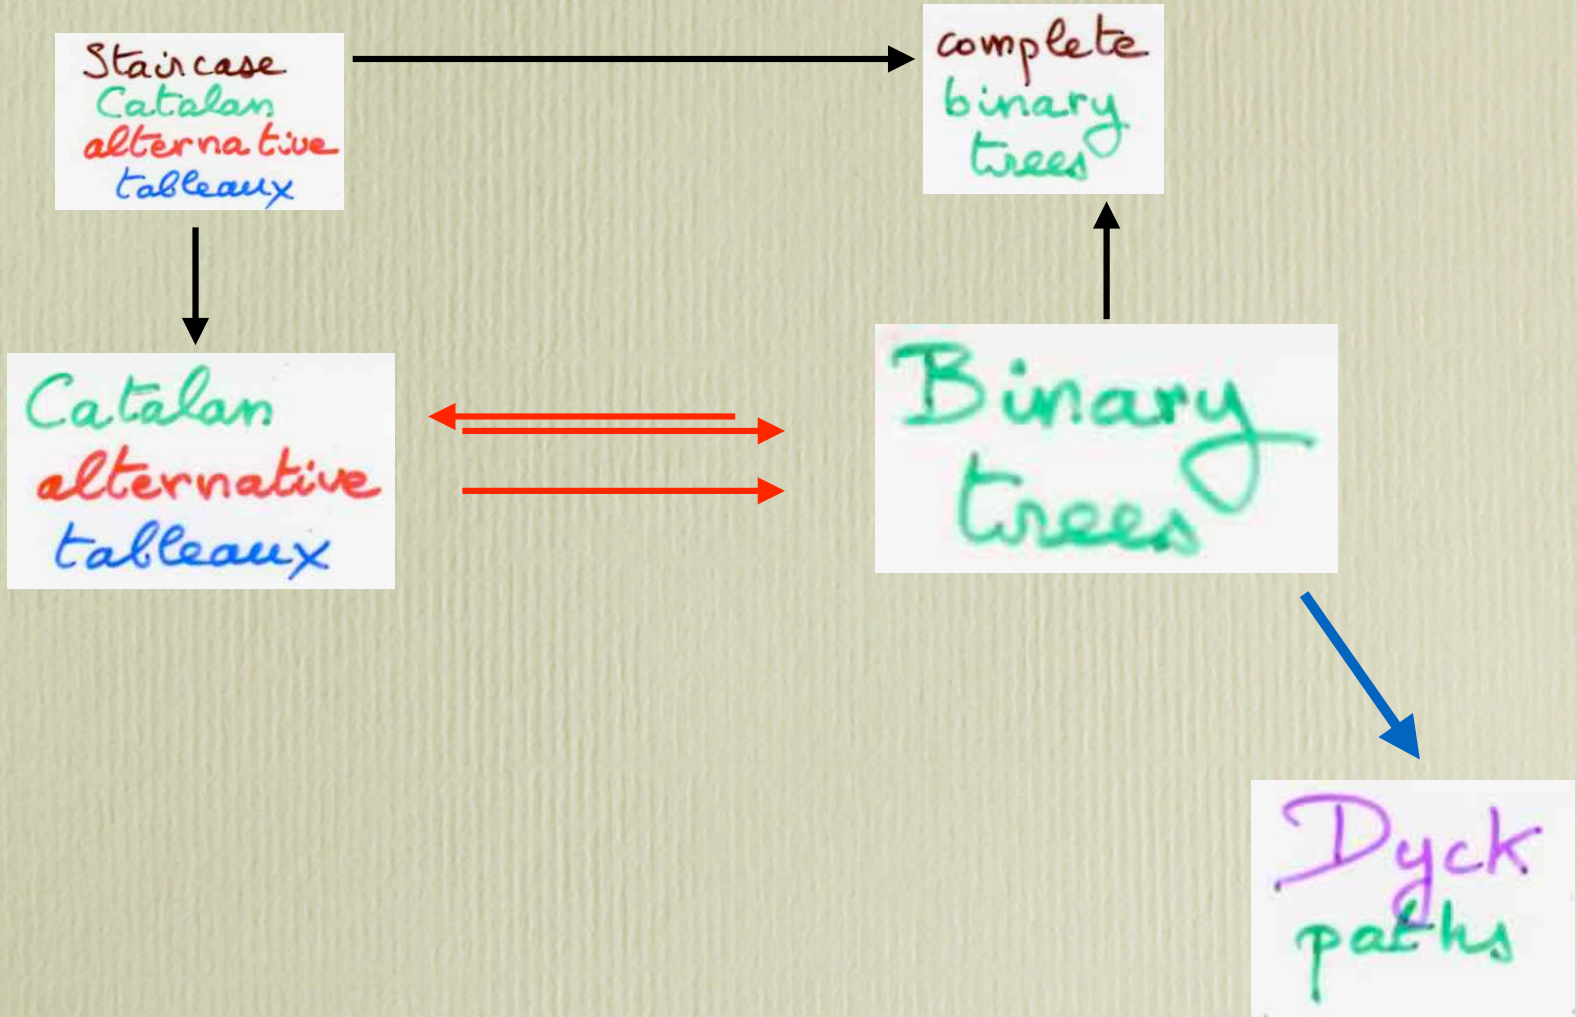 Staircase
Catalan
alternative
tableaux
complete
binary
trees
Catalan
alternative
tableaux
Binary
trees
Dyck
paths